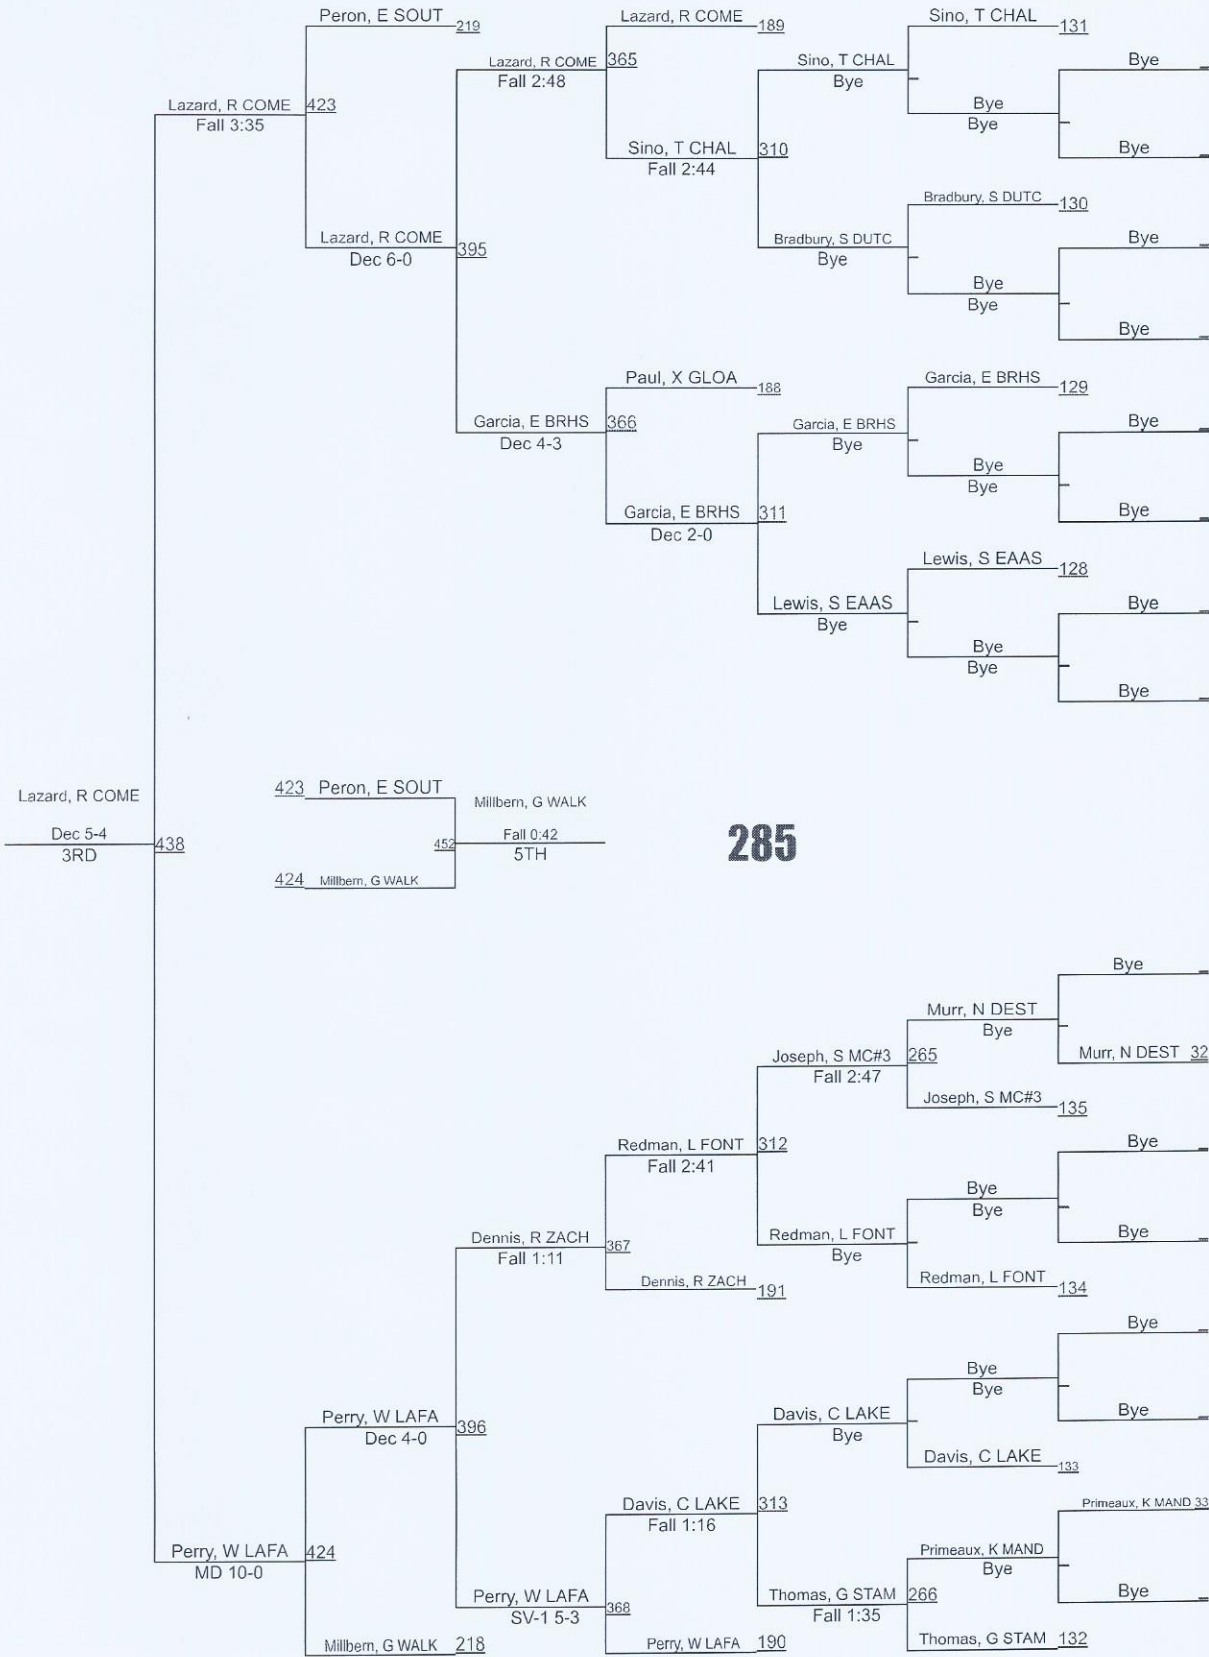 Peron, E SOUT 219
Lazard, R COME 189
Sino, T CHAL 131
Lazard, R COME 365
Fall 2:48
Sino, T CHAL
Bye
Bye
Lazard, R COME 423
Fall 3:35
Bye
Bye
Sino, T CHAL 310
Fall 2:44
Bye
Bradbury, S DUTC 130
Lazard, R COME 395
Dec 6-0
Bradbury, S DUTC
Bye
Bye
Bye
Bye
Bye
Paul, X GLOA 188
Garcia, E BRHS 129
Garcia, E BRHS 366
Dec 4-3
Garcia, E BRHS
Bye
Bye
Bye
Bye
Garcia, E BRHS 311
Dec 2-0
Bye
Lewis, S EAAS 128
Lewis, S EAAS
Bye
Bye
Bye
Bye
Bye
423 Peron, E SOUT
Lazard, R COME
Dec 5-4 438
3RD
Millbern, G WALK
452 Fall 0:42
5TH
285
424 Millbern, G WALK
Bye
Murr, N DEST
Bye
Joseph, S MC#3 265
Fall 2:47
Murr, N DEST 32
Joseph, S MC#3 135
Redman, L FONT 312
Fall 2:41
Bye
Bye
Bye
Dennis, R ZACH 367
Fall 1:11
Redman, L FONT
Bye
Bye
Dennis, R ZACH 191
Redman, L FONT 134
Bye
Bye
Bye
Perry, W LAFA 396
Dec 4-0
Davis, C LAKE
Bye
Bye
Davis, C LAKE 133
Davis, C LAKE 313
Fall 1:16
Primeaux, K MAND 33
Perry, W LAFA 424
MD 10-0
Primeaux, K MAND
Bye
Perry, W LAFA 368
SV-1 5-3
Thomas, G STAM 266
Fall 1:35
Bye
Millbern, G WALK 218
Perry, W LAFA 190
Thomas, G STAM 132